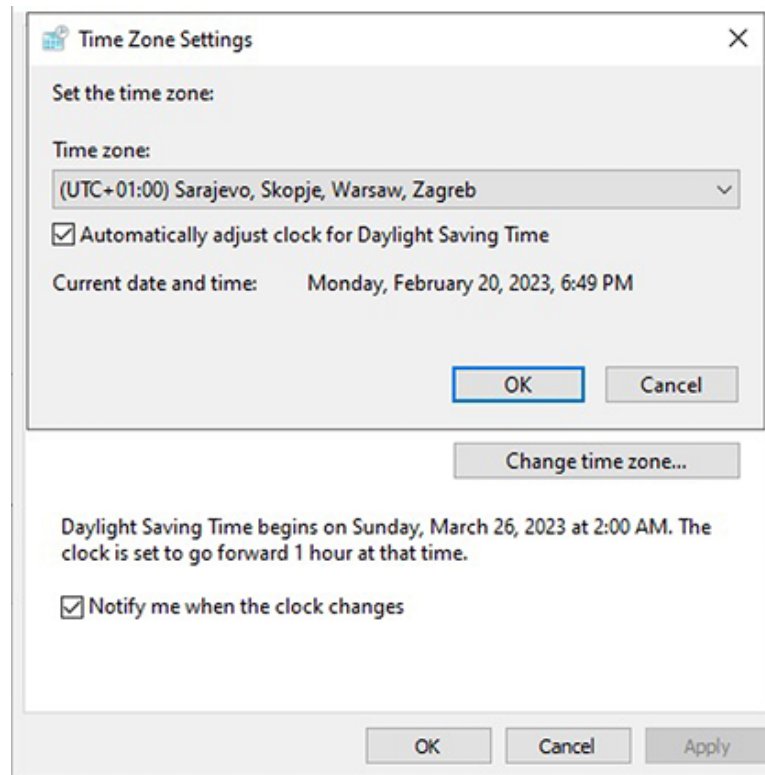 Time Zone Settings
Set the time zone:
Time zone:
(UTC+01:00) Sarajevo, Skopje, Warsaw, Zagreb
Automatically adjust clock for Daylight Saving Time
Current date and time: Monday, February 20, 2023, 6:49 PM
OK Cancel
Change time zone...
Daylight Saving Time begins on Sunday, March 26, 2023 at 2:00 AM. The
clock is set to go forward 1 hour at that time.
Notify me when the clock changes
OK Cancel Apply